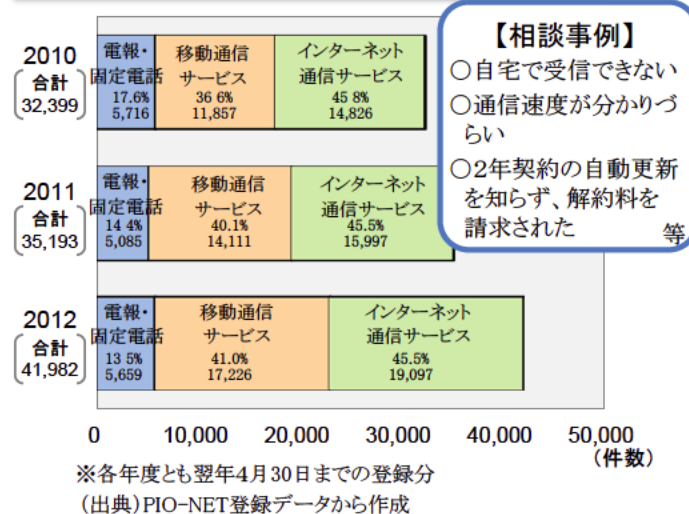 2010
合計
32,399
電報・
固定電話
17.6%
5,716
移動通信
サービス
36 6%
11,857
インターネット
通信サービス
45 8%
14,826
【相談事例】
○自宅で受信できない
○通信速度が分かりづ
らい
○2年契約の自動更新
を知らず、解約料を
請求された
等
2011
合計
35,193
電報・
固定電話
14 4%
5,085
移動通信
サービス
40.1%
14,111
インターネット
通信サービス
45.5%
15,997
2012
合計
41,982
電報・
固定電話
13 5%
5,659
移動通信
サービス
41.0%
17,226
インターネット
通信サービス
45.5%
19,097
0 10,000 20,000 30,000 40,000 50,000
(件数)
※各年度とも翌年4月30日までの登録分
(出典)PIO-NET登録データから作成